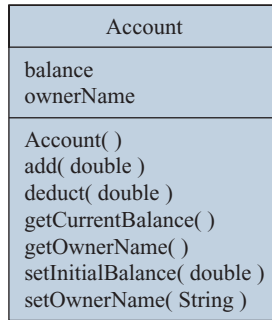 Account
balance
ownerName
Account( )
add( double )
deduct( double )
getCurrentBalance( )
getOwnerName( )
setInitialBalance( double )
setOwnerName( String )